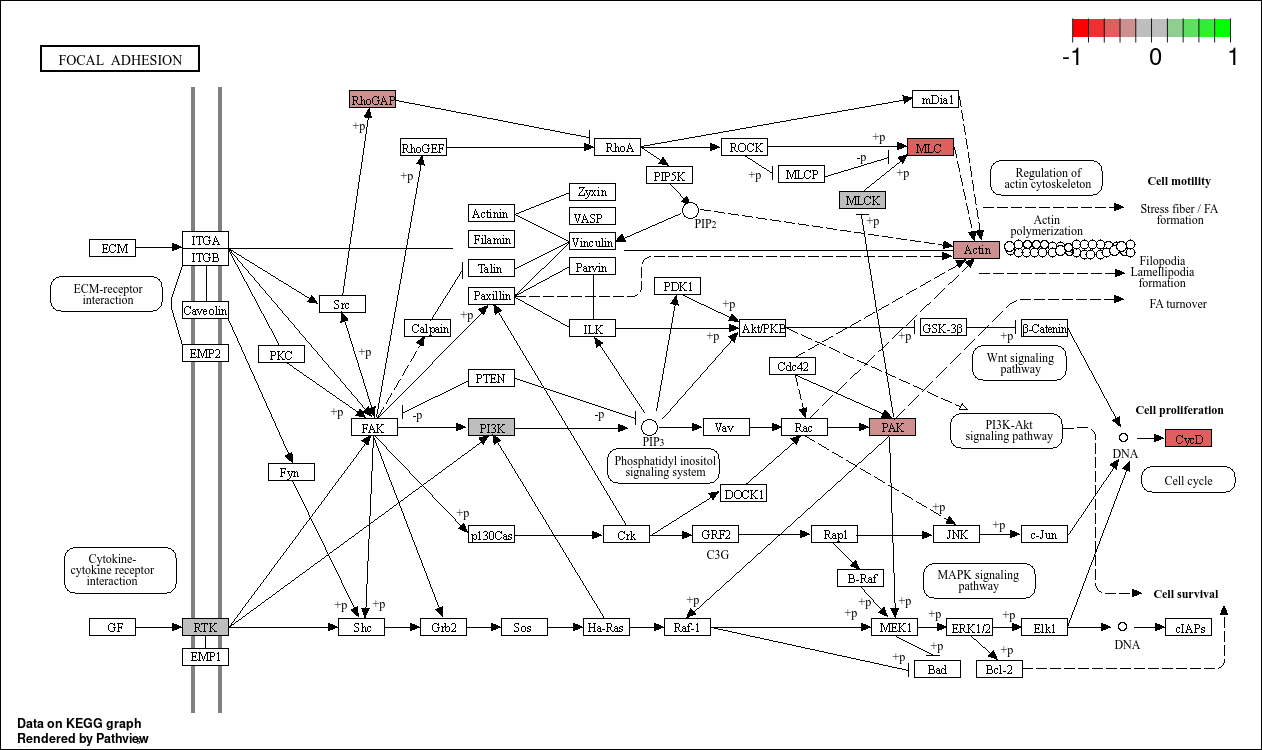 FOCAL ADHESION
-1 0 1
RhoGAP
mDia1
+p
RhoGEF
RhoA
ROCK
+p
MLC
-p
+p
MLCP
+p
+p
PIP5K
MLCK
+p
Regulation of
actin cytoskeleton
Cell motility
Zyxin
Actinin
VASP
PIP2
Stress fiber / FA
formation
Filamin
Vinculin
Actin
polymerization
Actin
ITGA
ECM
ITGB
Talin
Parvin
Filopodia
Lamellipodia
formation
ECM-receptor
interaction
Paxillin
PDK1
FA turnover
Src
Caveolin
+p
+p
Calpain
ILK
+p
Akt/PKB
GSK-3β
+p
+p
β-Catenin
EMP2
PKC
+p
Cdc42
Wnt signaling
pathway
PTEN
+p
-p
-p
Cell proliferation
FAK
PI3K
PIP3
Vav
Rac
PAK
PI3K-Akt
signaling pathway
CycD
DNA
Phosphatidyl inositol
signaling system
Fyn
Cell cycle
DOCK1
+p
+p
p130Cas
Crk
GRF2
C3G
Rap1
JNK
+p
c-Jun
Cytokine-
cytokine receptor
interaction
B-Raf
MAPK signaling
pathway
Cell survival
+p
+p
+p
+p
+p
+p
+p
+p
GF
RTK
Shc
Grb2
Sos
Ha-Ras
Raf-1
MEK1
ERK1/2
Elk1
DNA
cIAPs
EMP1
+p
+p
+p
Bad
Bcl-2
Data on KEGG graph
Rendered by Pathview